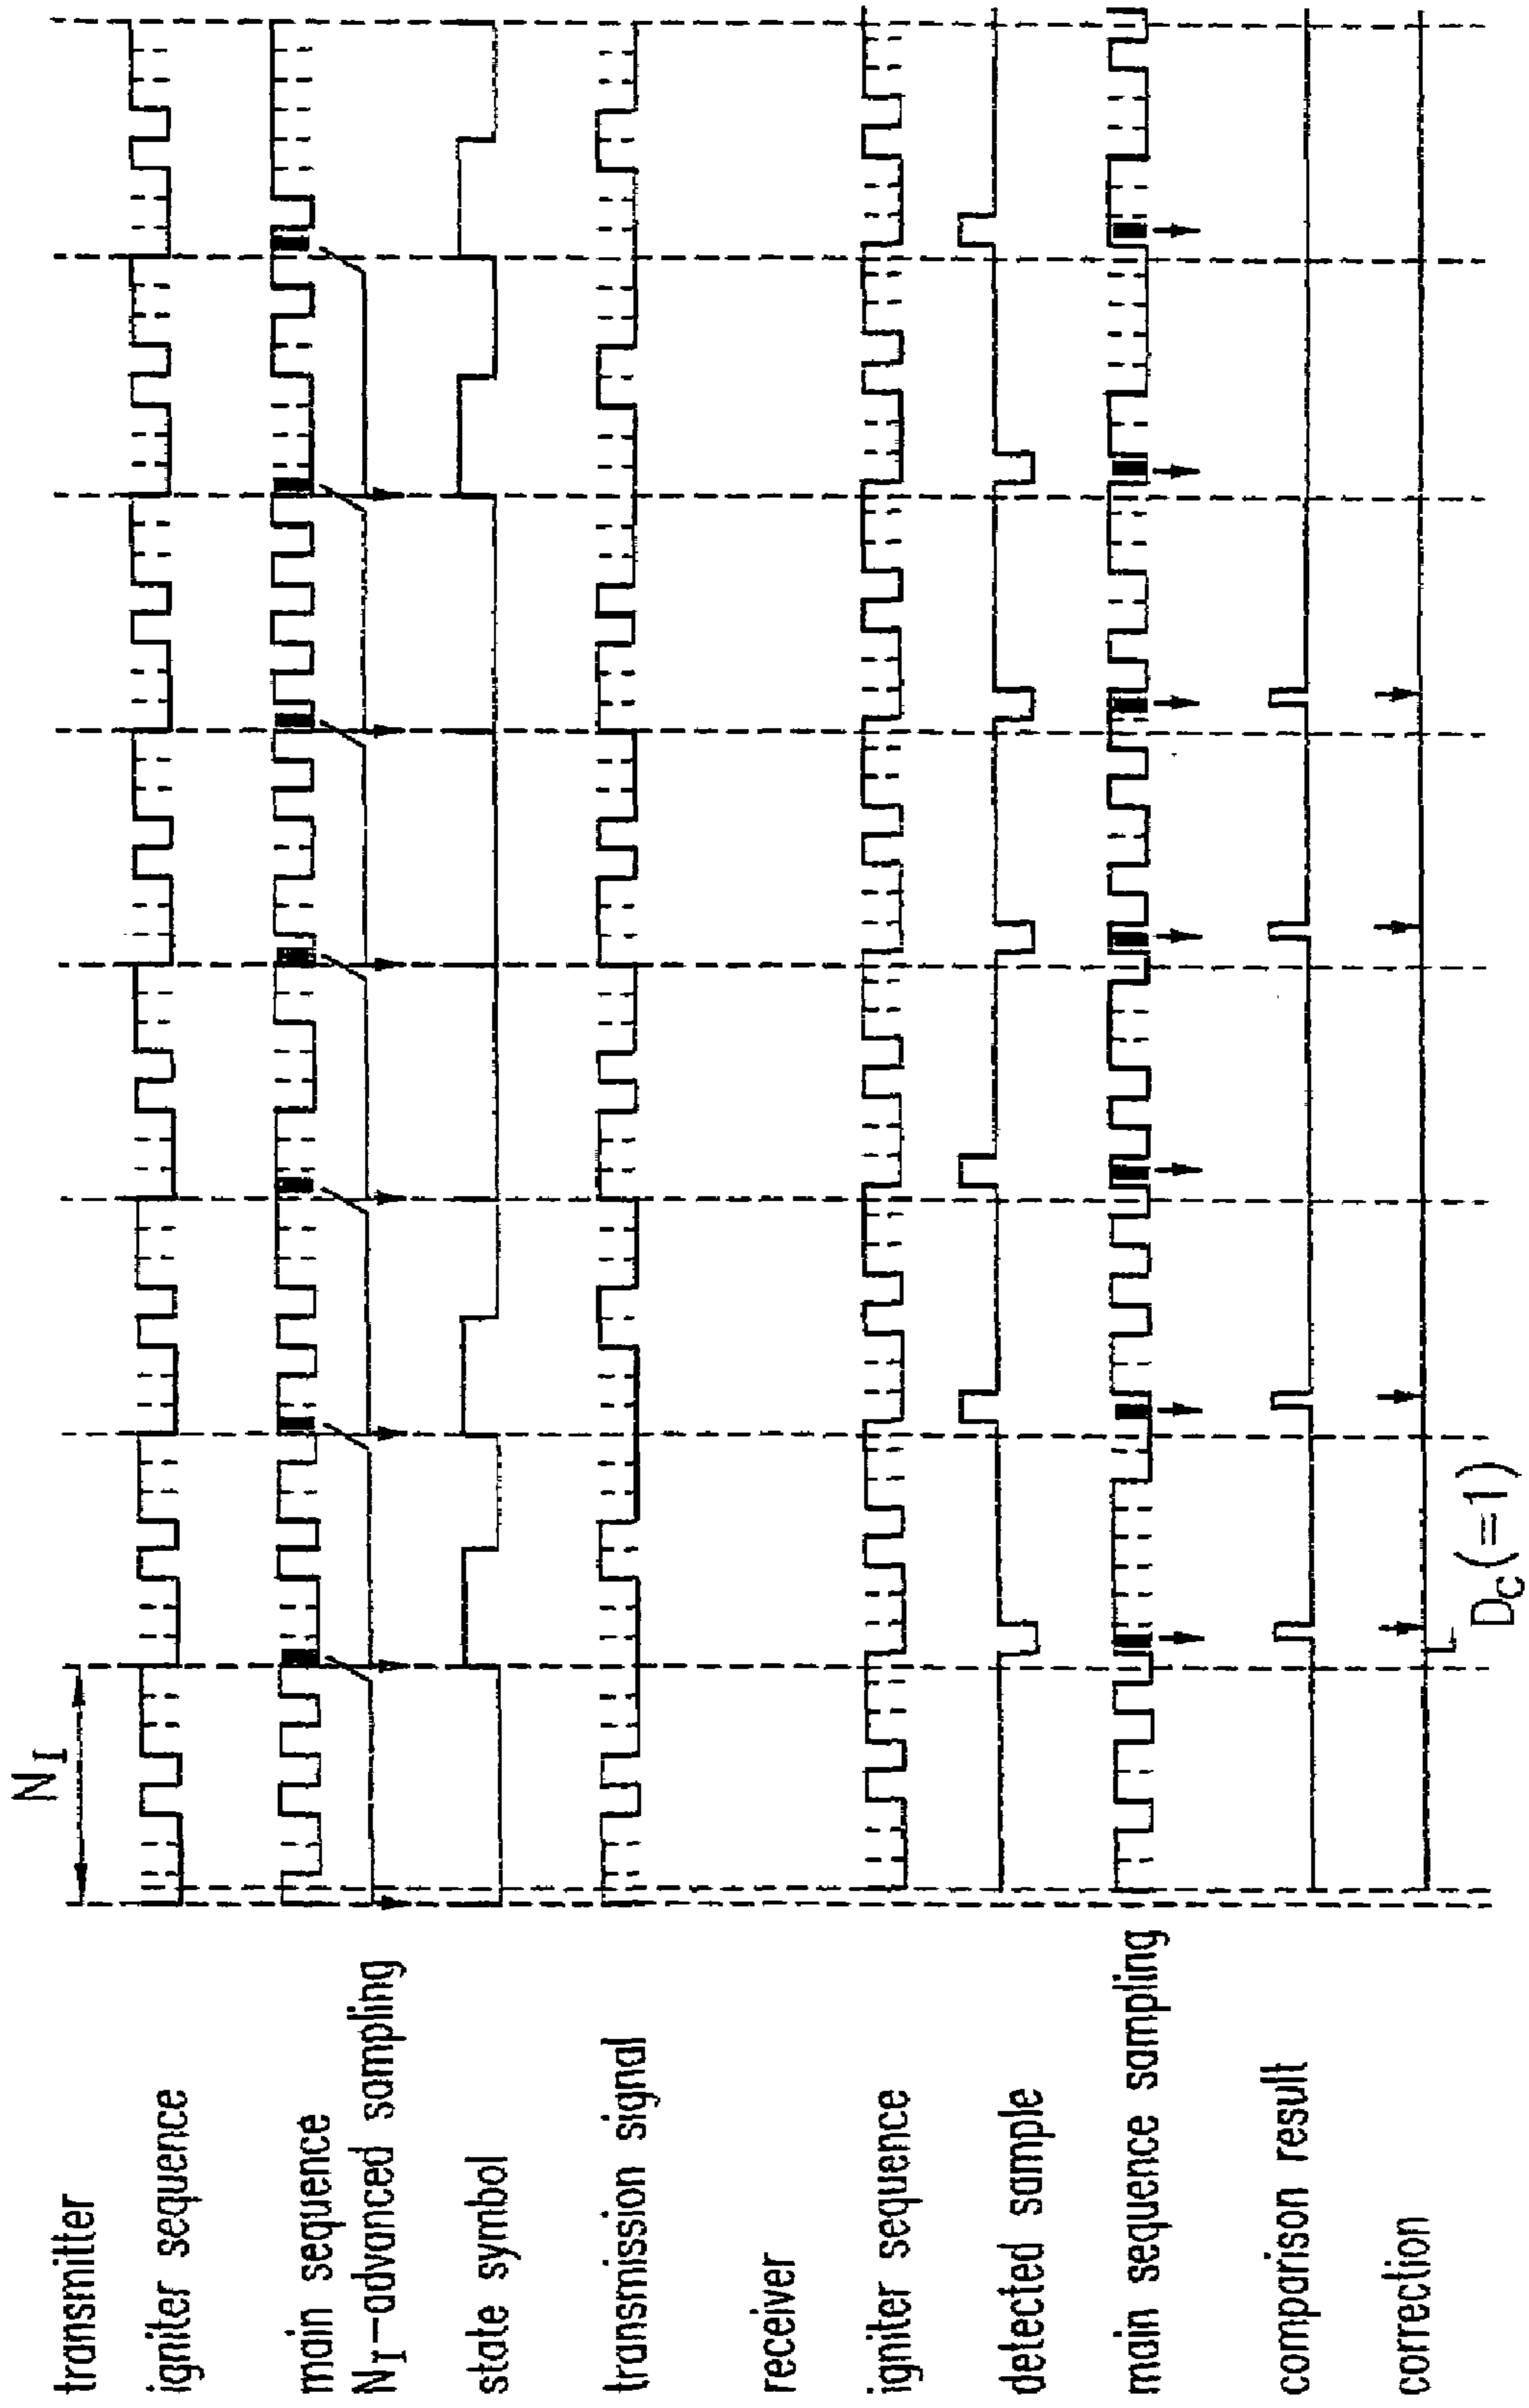 N_I
transmitter
igniter sequence
main sequence
N_I-advanced sampling
state symbol
transmission signal
receiver
igniter sequence
detected sample
main sequence sampling
comparison result
correction
D_C(=1)